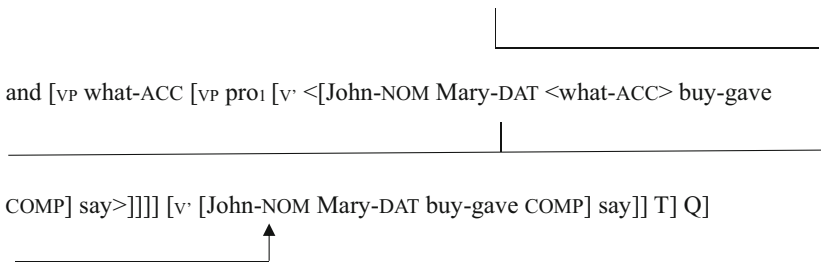 and [VP what-ACC [VP pro1 [V' <[John-NOM Mary-DAT <what-ACC> buy-gave
COMP] say>]]]] [V' [John-NOM Mary-DAT buy-gave COMP] say]] T] Q]